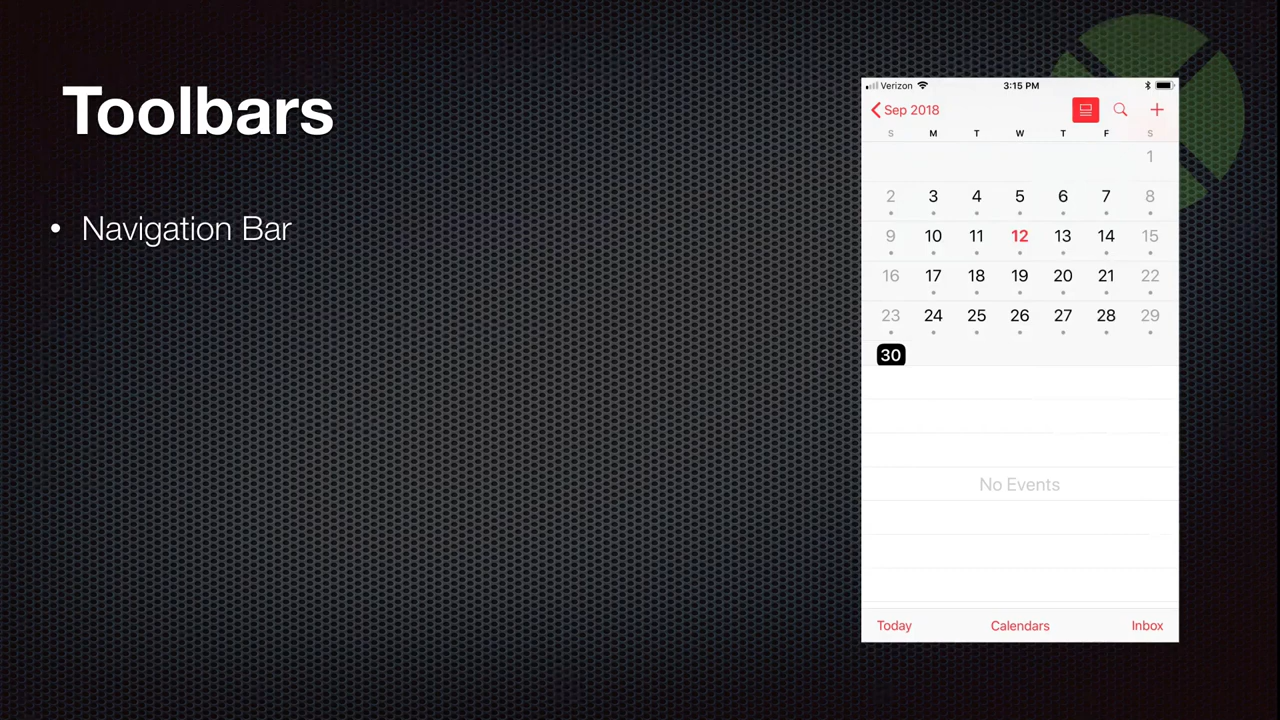 Toolbars
• Navigation Bar
Verizon 3:15 PM
Sep 2018
S M T W T F S
1
2 3 4 5 6 7 8
9 10 11 12 13 14 15
16 17 18 19 20 21 22
23 24 25 26 27 28 29
30
No Events
Today Calendars Inbox